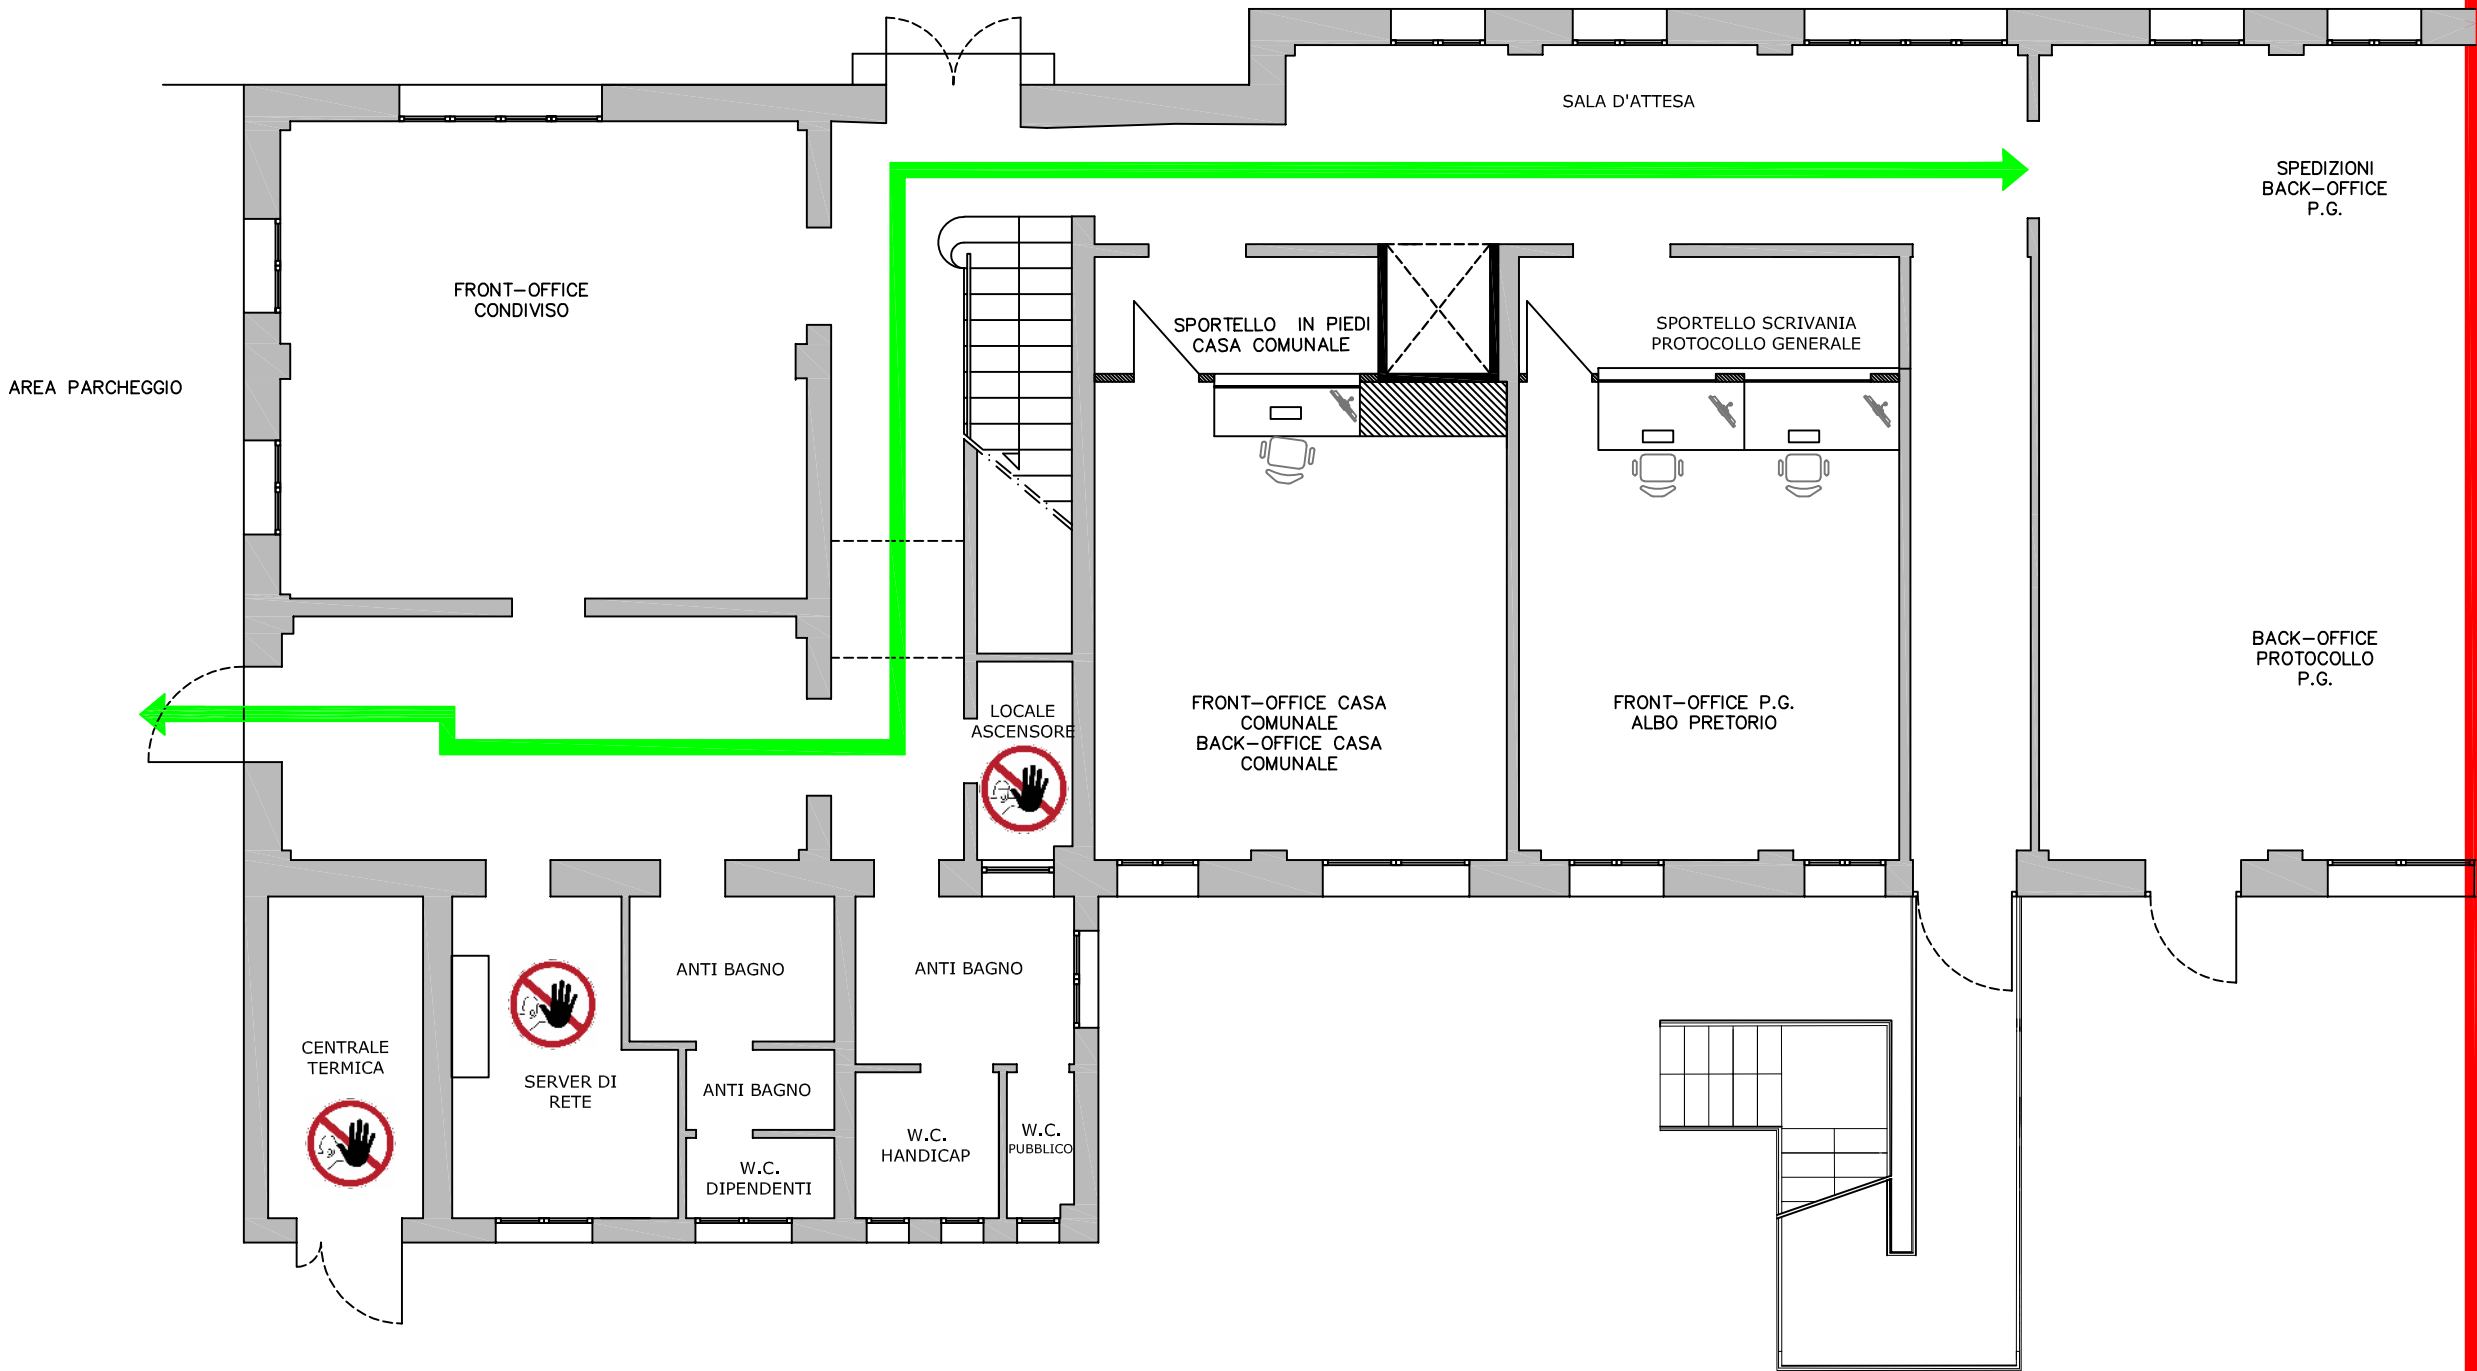 SALA D'ATTESA
SPEDIZIONI
BACK-OFFICE
P.G.
FRONT-OFFICE
CONDIVISO
SPORTELLO IN PIEDI
CASA COMUNALE
SPORTELLO SCRIVANIA
PROTOCOLLO GENERALE
AREA PARCHEGGIO
BACK-OFFICE
PROTOCOLLO
P.G.
LOCALE
ASCENSORE
FRONT-OFFICE CASA
COMUNALE
BACK-OFFICE CASA
COMUNALE
FRONT-OFFICE P.G.
ALBO PRETORIO
ANTI BAGNO
ANTI BAGNO
CENTRALE
TERMICA
SERVER DI
RETE
ANTI BAGNO
W.C.
HANDICAP
W.C.
PUBBLICO
W.C.
DIPENDENTI